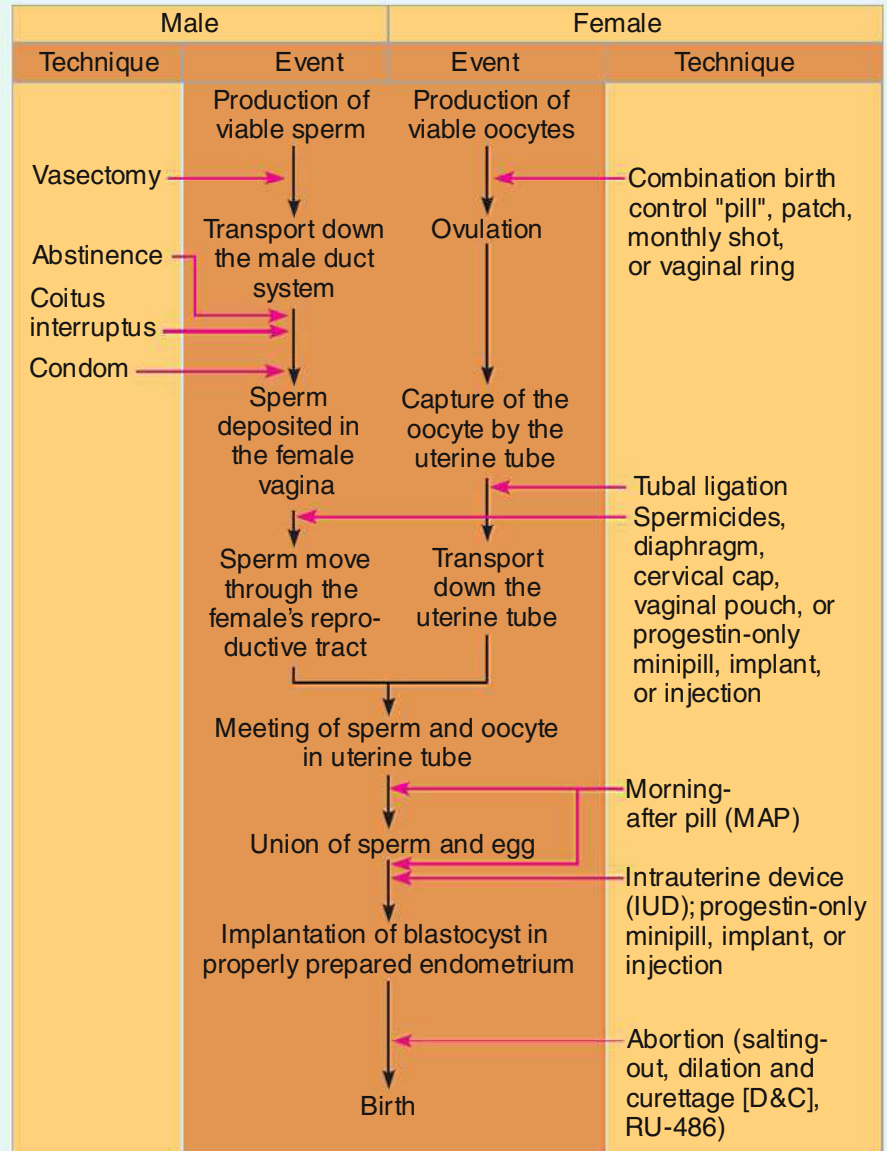 Male
Female
Technique
Event
Event
Technique
Production of
viable sperm
Production of
viable oocytes
Vasectomy
Combination birth
control "pill", patch,
monthly shot,
or vaginal ring
Transport down
the male duct
system
Ovulation
Abstinence
Coitus
interruptus
Condom
Sperm
deposited in
the female
vagina
Capture of the
oocyte by the
uterine tube
Tubal ligation
Spermicides,
diaphragm,
cervical cap,
vaginal pouch, or
progestin-only
minipill, implant,
or injection
Sperm move
through the
female's repro-
ductive tract
Transport
down the
uterine tube
Meeting of sperm and oocyte
in uterine tube
Morning-
after pill (MAP)
Union of sperm and egg
Intrauterine device
(IUD); progestin-only
minipill, implant, or
injection
Implantation of blastocyst in
properly prepared endometrium
Abortion (salting-
out, dilation and
curettage [D&C],
RU-486)
Birth